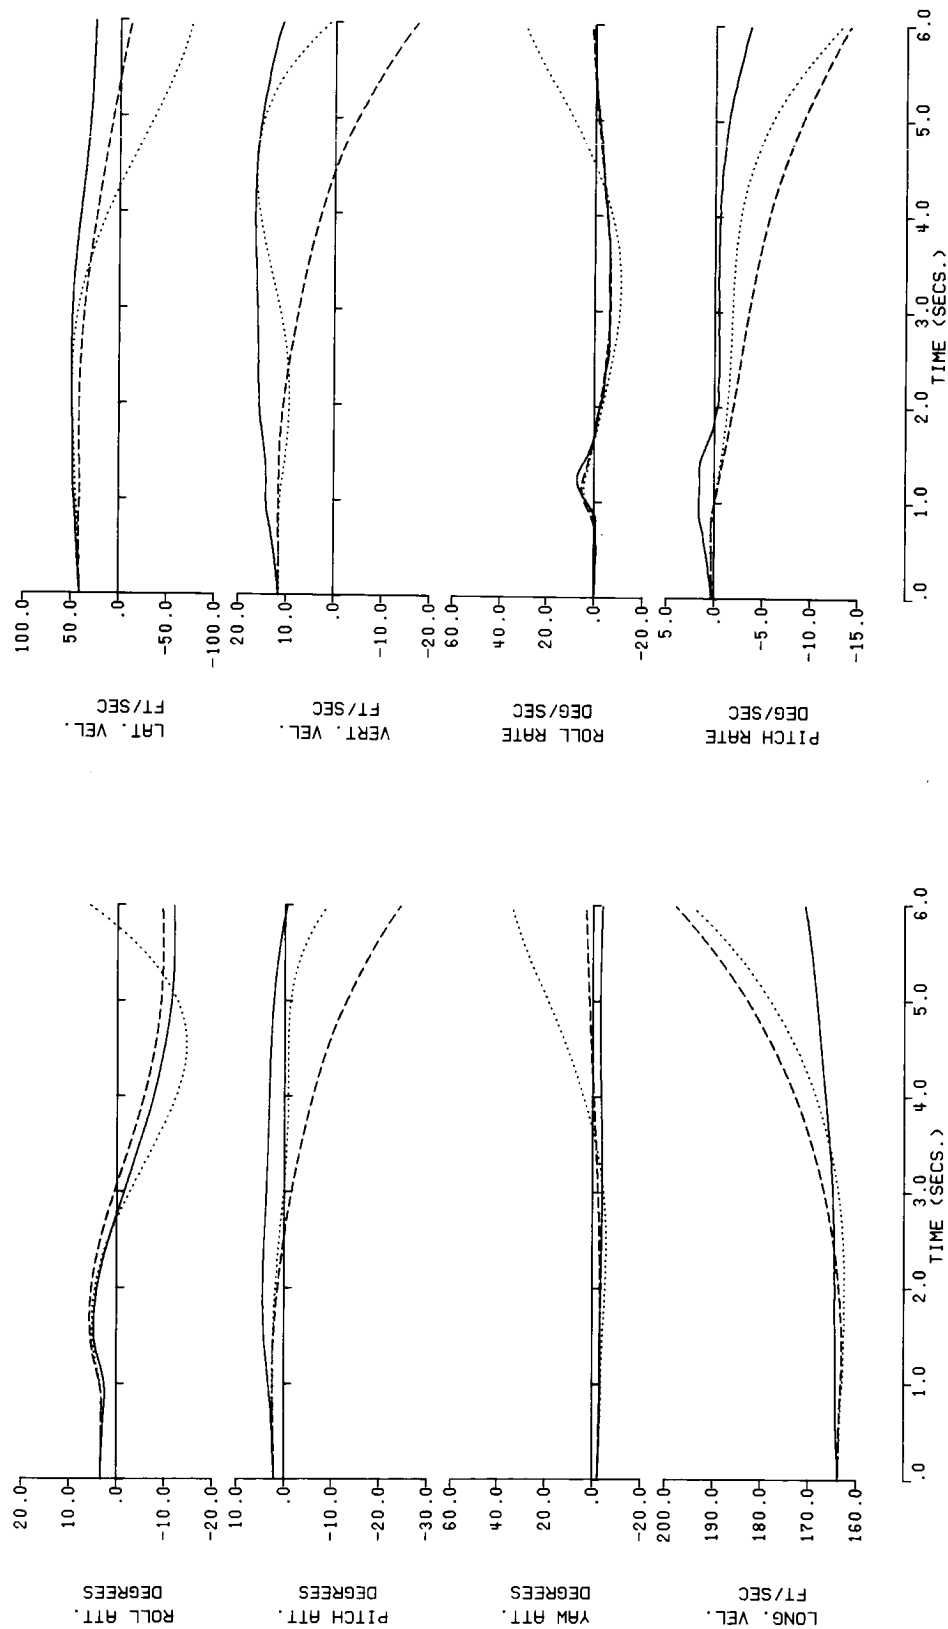 100.0
50.0
.0
-50.0
-100.0
LAT. VEL.
FT/SEC
20.0
10.0
.0
-10.0
-20.0
VERT. VEL.
FT/SEC
60.0
40.0
20.0
.0
-20.0
ROLL RATE
DEG/SEC
5.0
.0
-5.0
-10.0
-15.0
PITCH RATE
DEG/SEC
.0 1.0 2.0 3.0 4.0 5.0 6.0
TIME (SECS.)
20.0
10.0
.0
-10.0
-20.0
ROLL ATT.
DEGREES
10.0
.0
-10.0
-20.0
-30.0
PITCH ATT.
DEGREES
60.0
40.0
20.0
.0
-20.0
YAW ATT.
DEGREES
200.0
190.0
180.0
170.0
160.0
LONG. VEL.
FT/SEC
.0 1.0 2.0 3.0 4.0 5.0 6.0
TIME (SECS.)